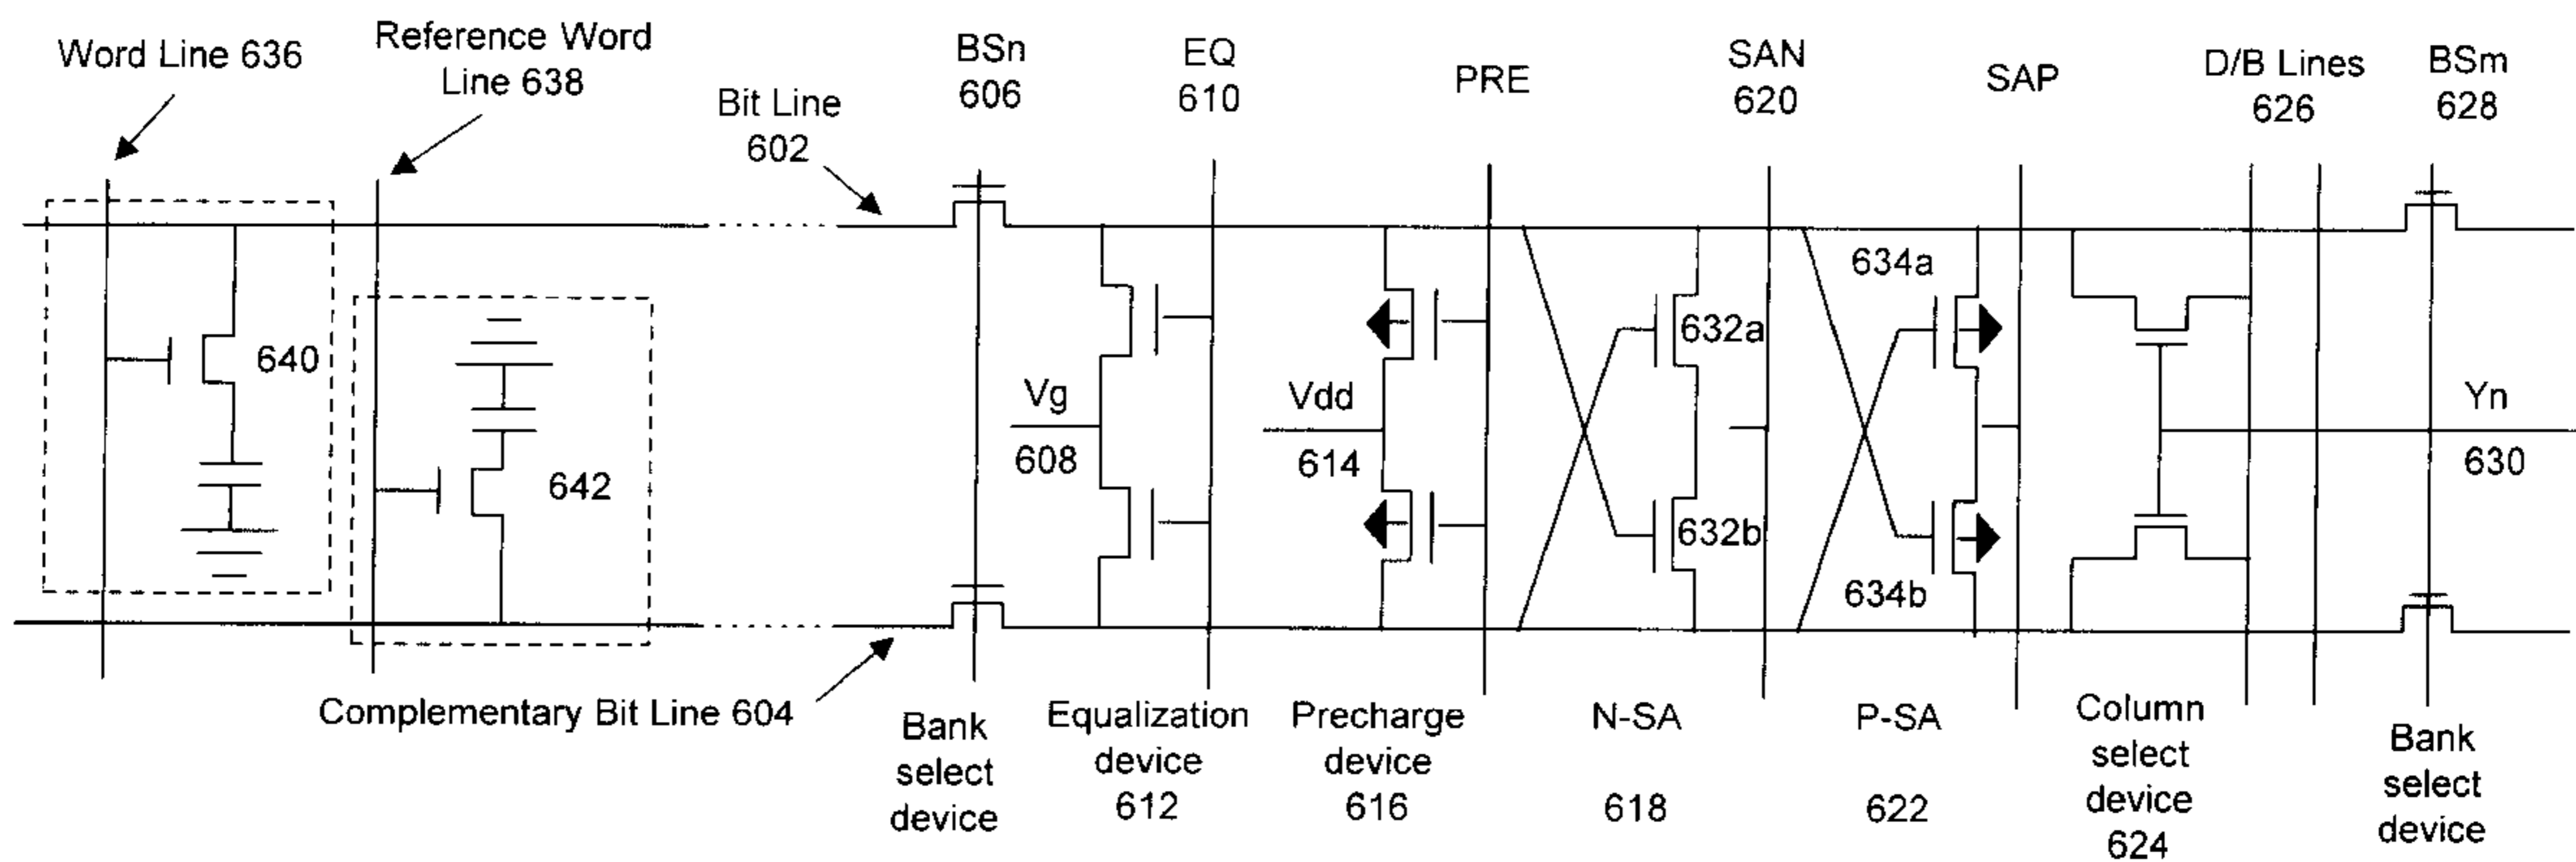 Word Line 636
Reference Word
Line 638
Bit Line
602
BSn
606
EQ
610
PRE
SAN
620
SAP
D/B Lines
626
BSm
628
640
642
Vg
608
Vdd
614
632a
632b
634a
634b
Yn
630
Complementary Bit Line 604
Bank
select
device
Equalization
device
612
Precharge
device
616
N-SA
618
P-SA
622
Column
select
device
624
Bank
select
device